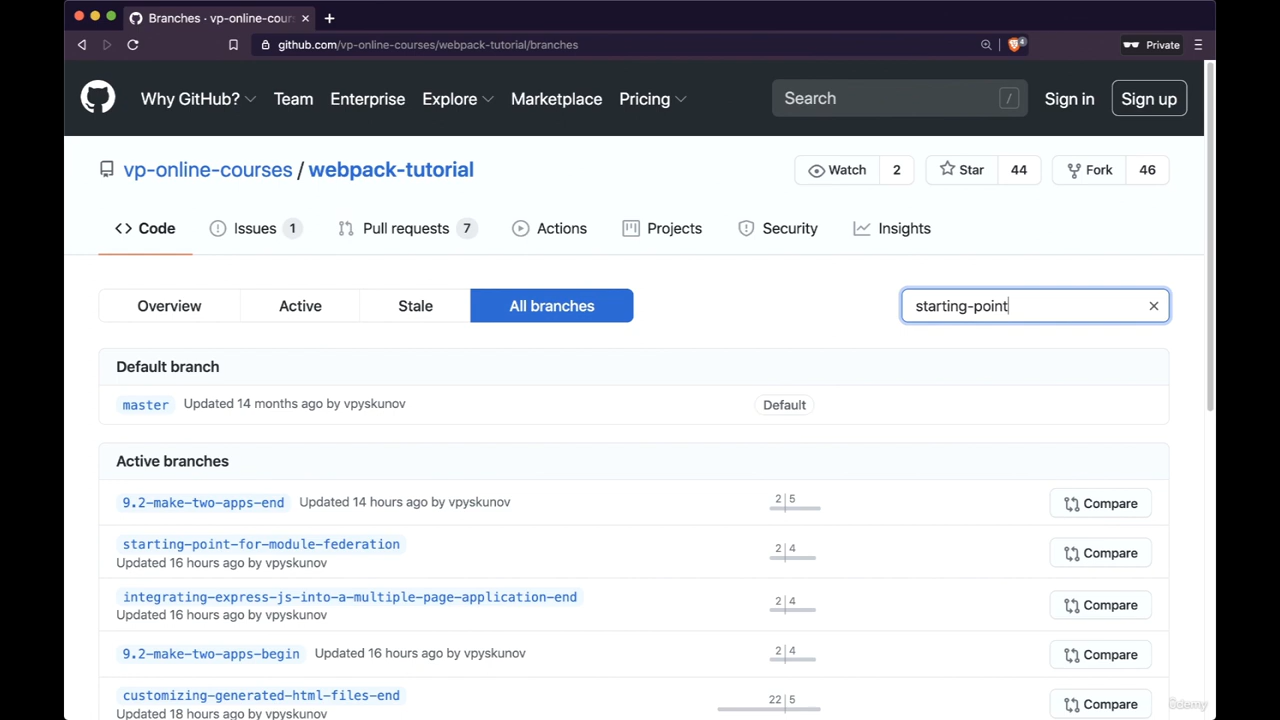 Branches · vp-online-cour
github.com/vp-online-courses/webpack-tutorial/branches
4
Private
Why GitHub?
Team
Enterprise
Explore
Marketplace
Pricing
Search
/
Sign in
Sign up
vp-online-courses / webpack-tutorial
Watch 2
Star 44
Fork 46
Code
Issues 1
Pull requests 7
Actions
Projects
Security
Insights
Overview
Active
Stale
All branches
starting-point
Default branch
master Updated 14 months ago by vpyskunov
Default
Active branches
9.2-make-two-apps-end Updated 14 hours ago by vpyskunov
2 | 5
Compare
starting-point-for-module-federation
Updated 16 hours ago by vpyskunov
2 | 4
Compare
integrating-express-js-into-a-multiple-page-application-end
Updated 16 hours ago by vpyskunov
2 | 4
Compare
9.2-make-two-apps-begin Updated 16 hours ago by vpyskunov
2 | 4
Compare
customizing-generated-html-files-end
Updated 18 hours ago by vpyskunov
22 | 5
Compare
ûdemy